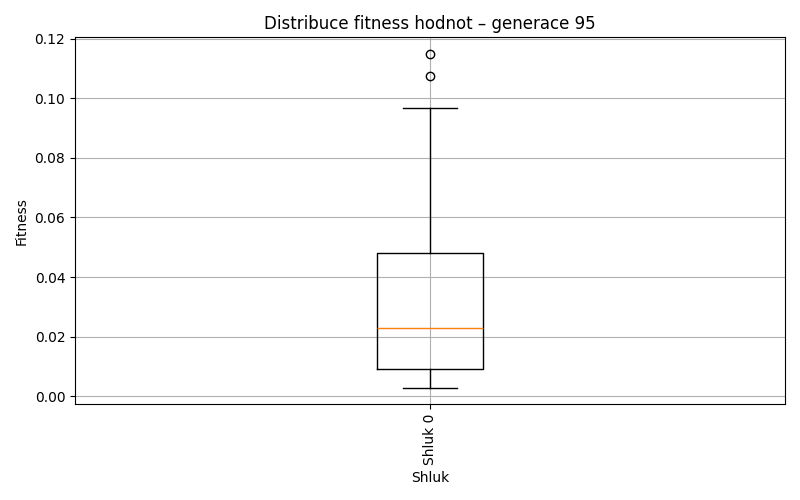 Distribuce fitness hodnot – generace 95
0.12
0.10
0.08
0.06
0.04
0.02
0.00
Fitness
Shluk 0
Shluk